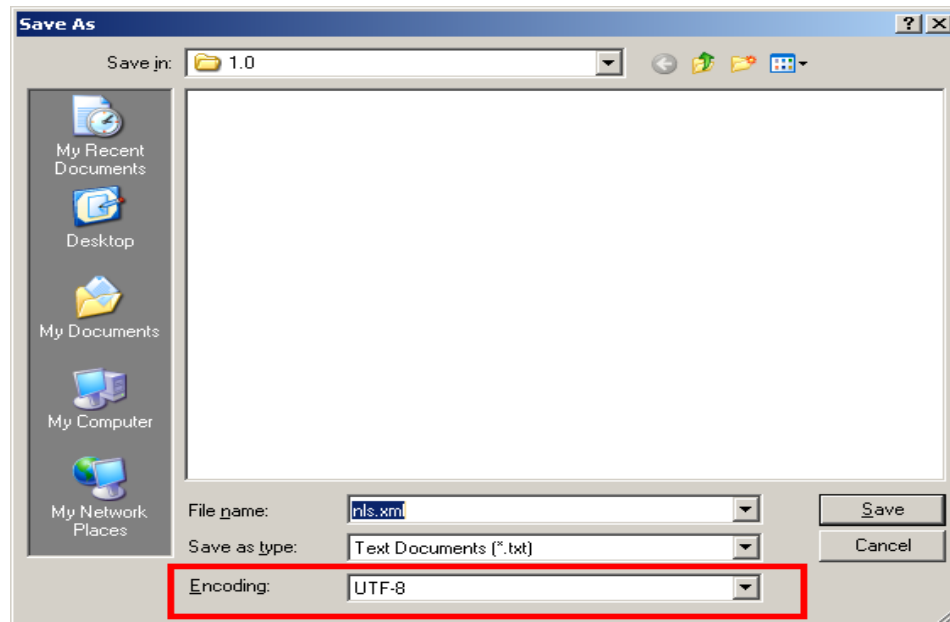 Save As
Save in:
1.0
My Recent
Documents
Desktop
My Documents
My Computer
My Network
Places
File name:
nls.xml
Save
Save as type:
Text Documents (*.txt)
Cancel
Encoding:
UTF-8